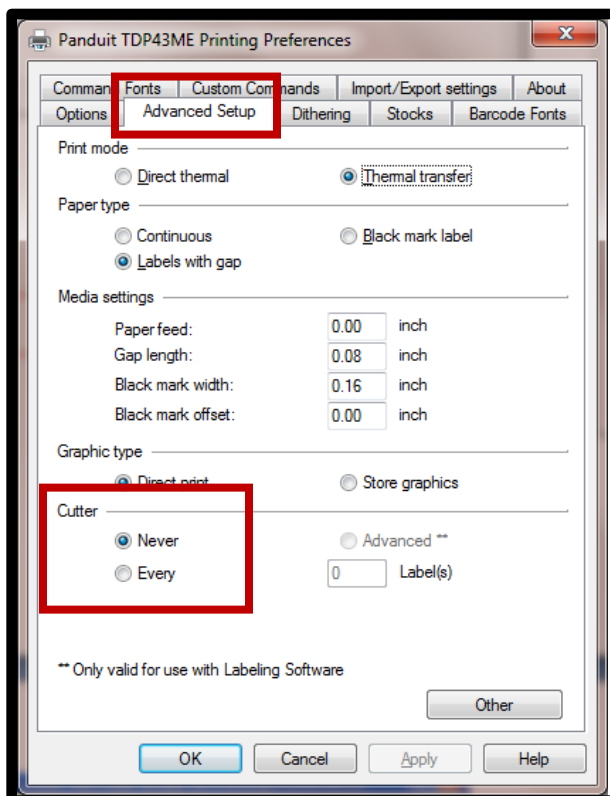 Panduit TDP43ME Printing Preferences
Command Fonts Custom Commands Import/Export settings About
Options Advanced Setup Dithering Stocks Barcode Fonts
Print mode
Direct thermal Thermal transfer
Paper type
Continuous Black mark label
Labels with gap
Media settings
Paper feed: 0.00 inch
Gap length: 0.08 inch
Black mark width: 0.16 inch
Black mark offset: 0.00 inch
Graphic type
Direct print Store graphics
Cutter
Never Advanced **
Every 0 Label(s)
** Only valid for use with Labeling Software
Other
OK Cancel Apply Help